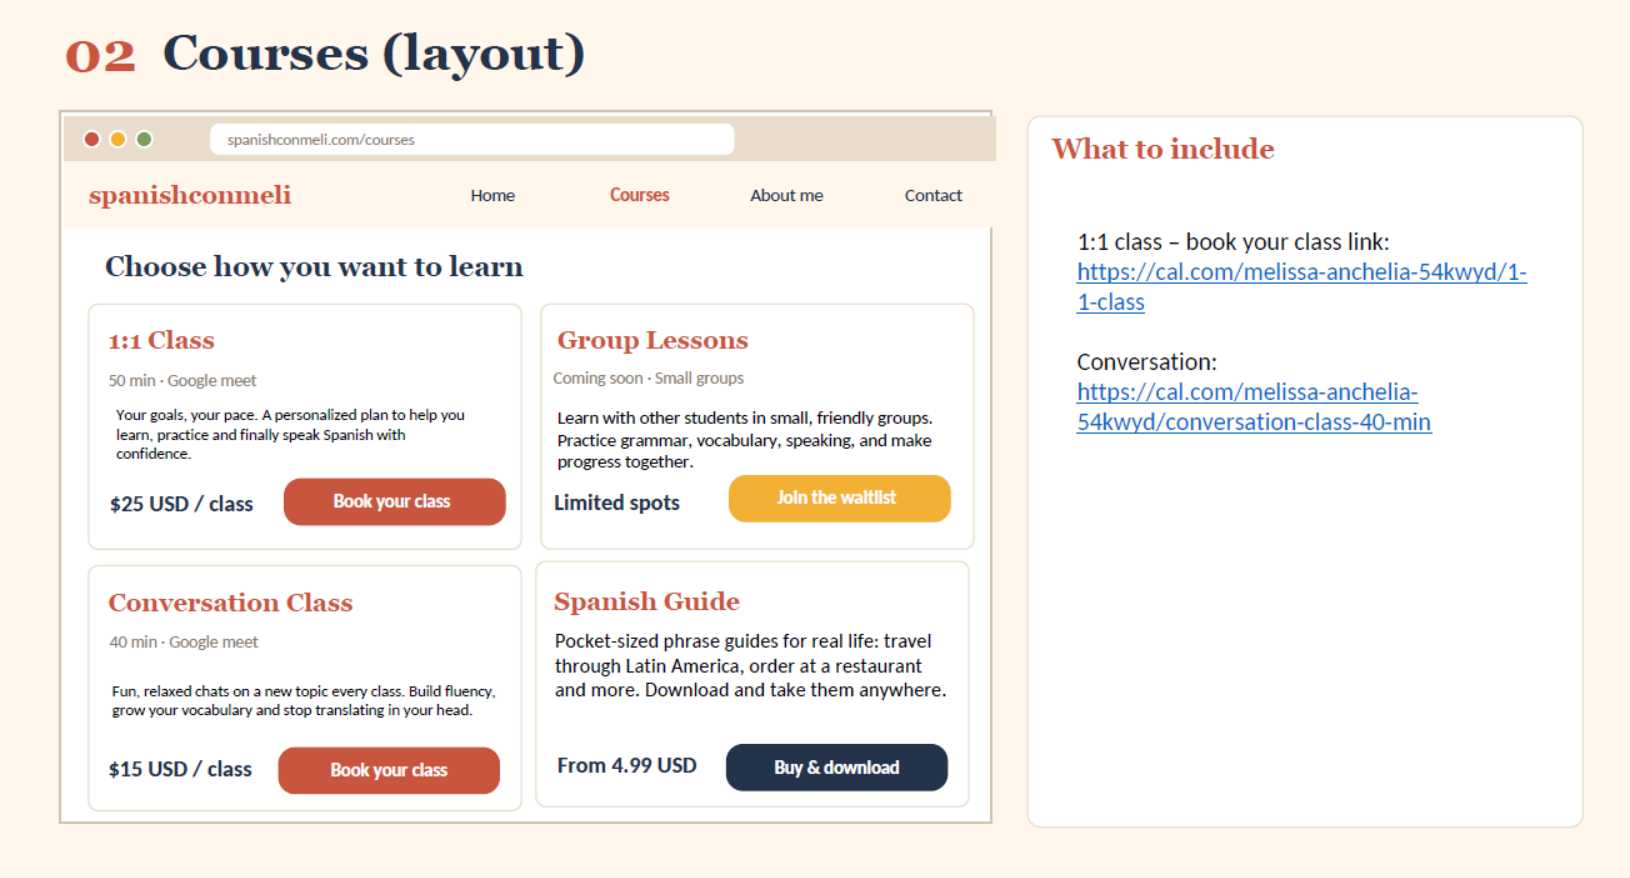 02 Courses (layout)
spanishconmeli.com/courses
spanishconmeli
Home
Courses
About me
Contact
Choose how you want to learn
1:1 Class
50 min · Google meet
Your goals, your pace. A personalized plan to help you
learn, practice and finally speak Spanish with
confidence.
$25 USD / class
Book your class
Group Lessons
Coming soon · Small groups
Learn with other students in small, friendly groups.
Practice grammar, vocabulary, speaking, and make
progress together.
Limited spots
Join the waitlist
Conversation Class
40 min · Google meet
Fun, relaxed chats on a new topic every class. Build fluency,
grow your vocabulary and stop translating in your head.
$15 USD / class
Book your class
Spanish Guide
Pocket-sized phrase guides for real life: travel
through Latin America, order at a restaurant
and more. Download and take them anywhere.
From 4.99 USD
Buy & download
What to include
1:1 class – book your class link:
https://cal.com/melissa-anchelia-54kwyd/1-
1-class
Conversation:
https://cal.com/melissa-anchelia-
54kwyd/conversation-class-40-min